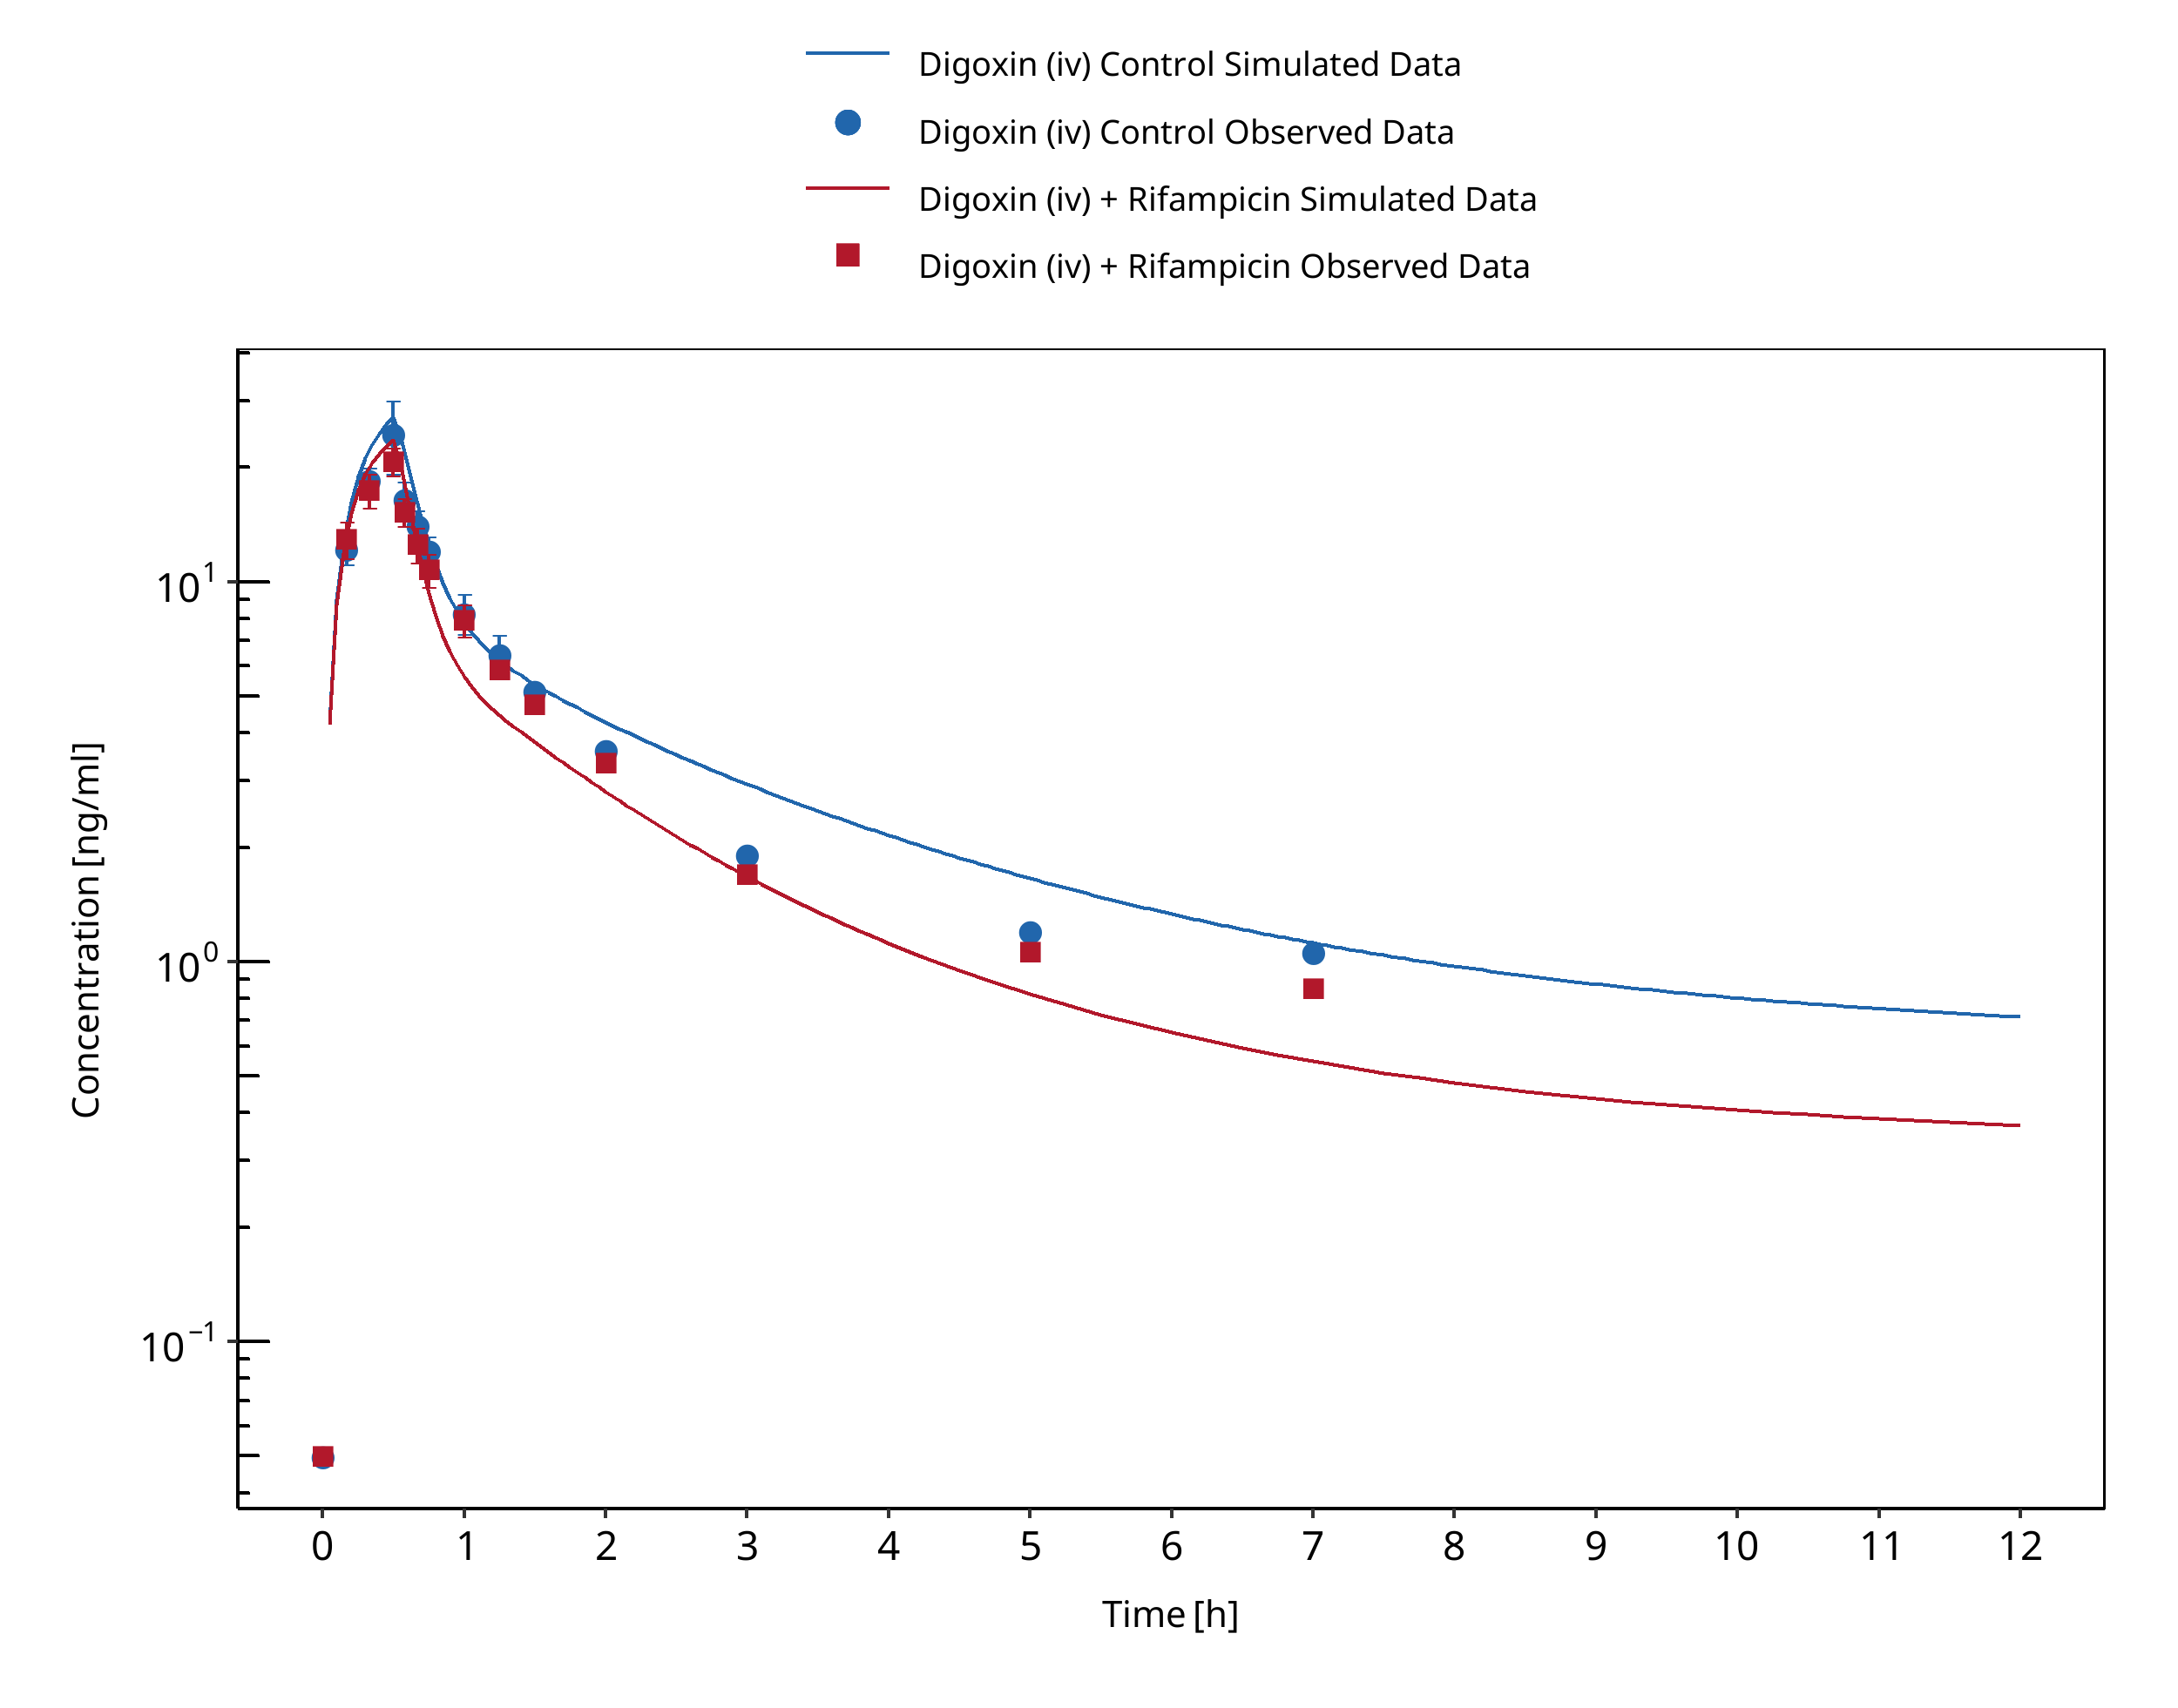 Digoxin (iv) Control Simulated Data
Digoxin (iv) Control Observed Data
Digoxin (iv) + Rifampicin Simulated Data
Digoxin (iv) + Rifampicin Observed Data
Concentration [ng/ml]
10¹
10⁰
10⁻¹
0 1 2 3 4 5 6 7 8 9 10 11 12
Time [h]